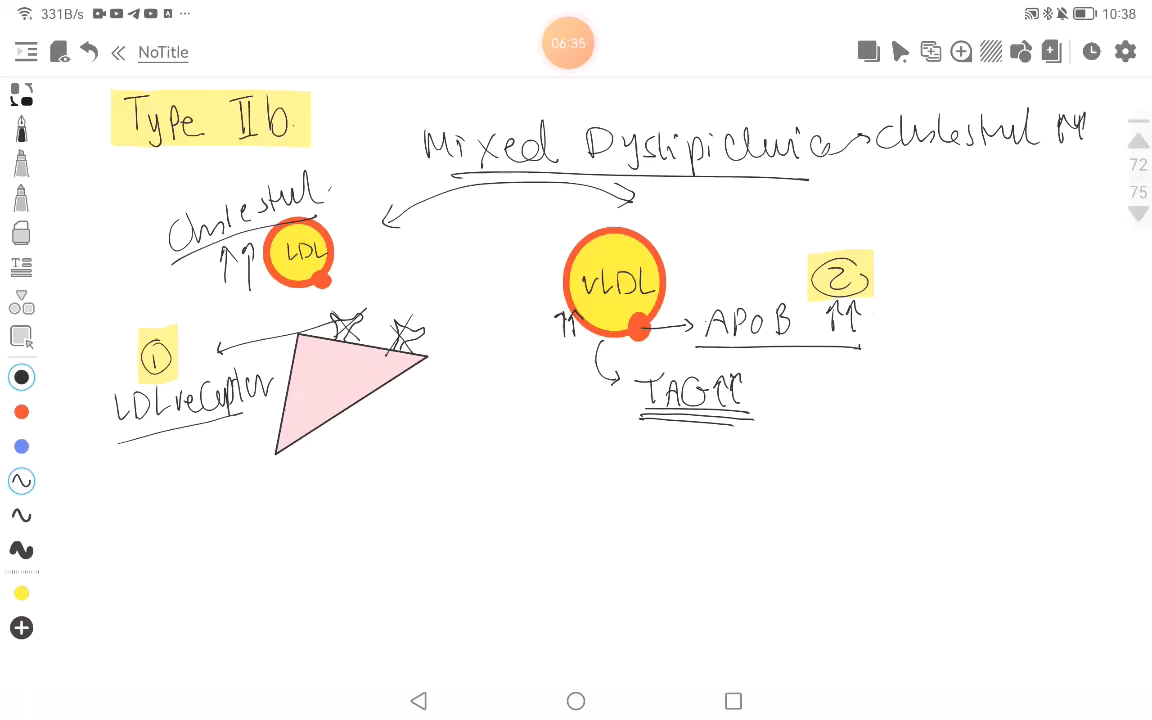 331B/s
10:38
NoTitle
06:35
Type IIb.
Mixed Dyslipidemia → cholesterol ↑↑
72
75
Cholesterol.
↑↑ LDL
VLDL
②
↑↑
→ APOB ↑↑
①
LDL receptor
TAG↑↑